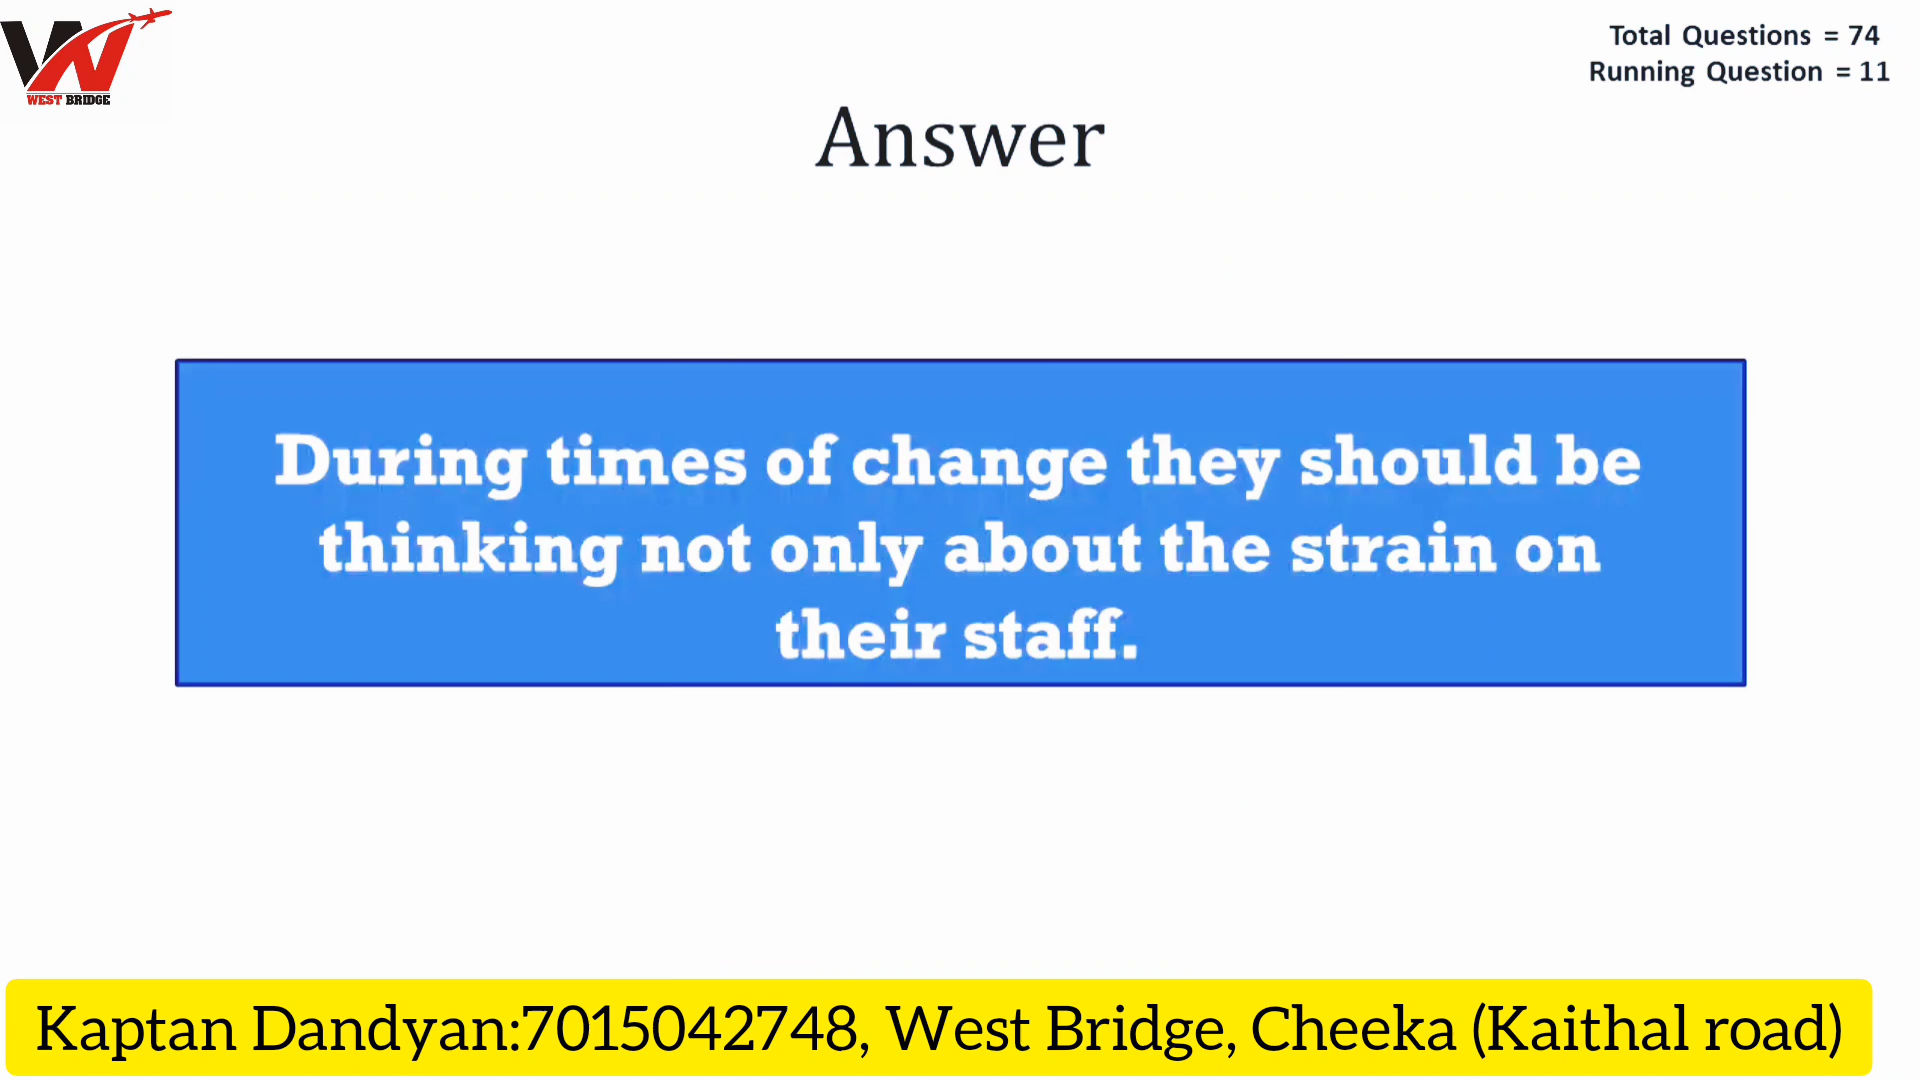 WEST BRIDGE
Total Questions = 74
Running Question = 11
Answer
During times of change they should be
thinking not only about the strain on
their staff.
Kaptan Dandyan:7015042748, West Bridge, Cheeka (Kaithal road)